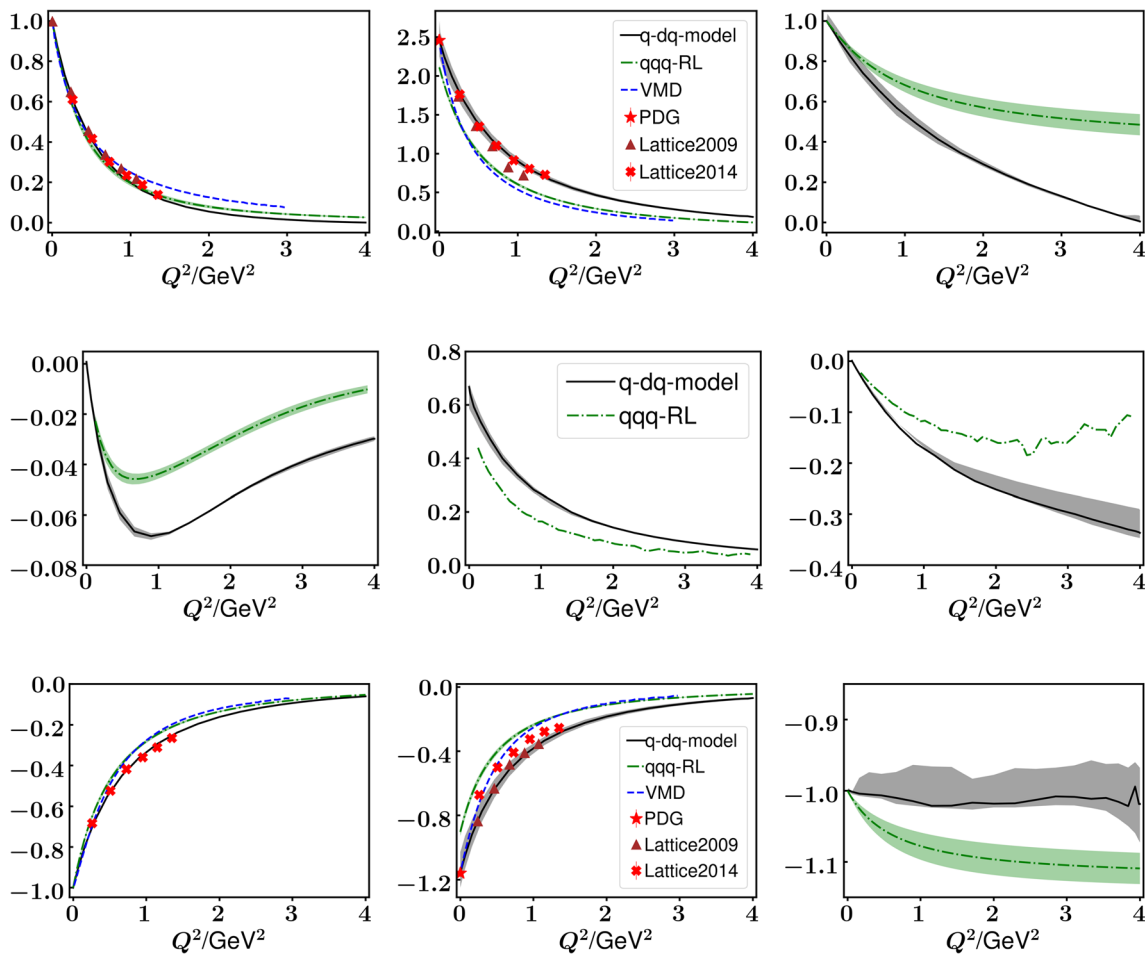 1.0
0.8
0.6
0.4
0.2
0.0
0 1 2 3 4
Q²/GeV²
2.5
2.0
1.5
1.0
0.5
0.0
0 1 2 3 4
Q²/GeV²
q-dq-model
qqq-RL
VMD
PDG
Lattice2009
Lattice2014
1.0
0.8
0.6
0.4
0.2
0.0
0 1 2 3 4
Q²/GeV²
0.00
−0.02
−0.04
−0.06
−0.08
0 1 2 3 4
Q²/GeV²
0.8
0.6
0.4
0.2
0.0
0 1 2 3 4
Q²/GeV²
q-dq-model
qqq-RL
0.0
−0.1
−0.2
−0.3
−0.4
0 1 2 3 4
Q²/GeV²
0.0
−0.2
−0.4
−0.6
−0.8
−1.0
0 1 2 3 4
Q²/GeV²
0.0
−0.4
−0.8
−1.2
0 1 2 3 4
Q²/GeV²
q-dq-model
qqq-RL
VMD
PDG
Lattice2009
Lattice2014
−0.9
−1.0
−1.1
0 1 2 3 4
Q²/GeV²